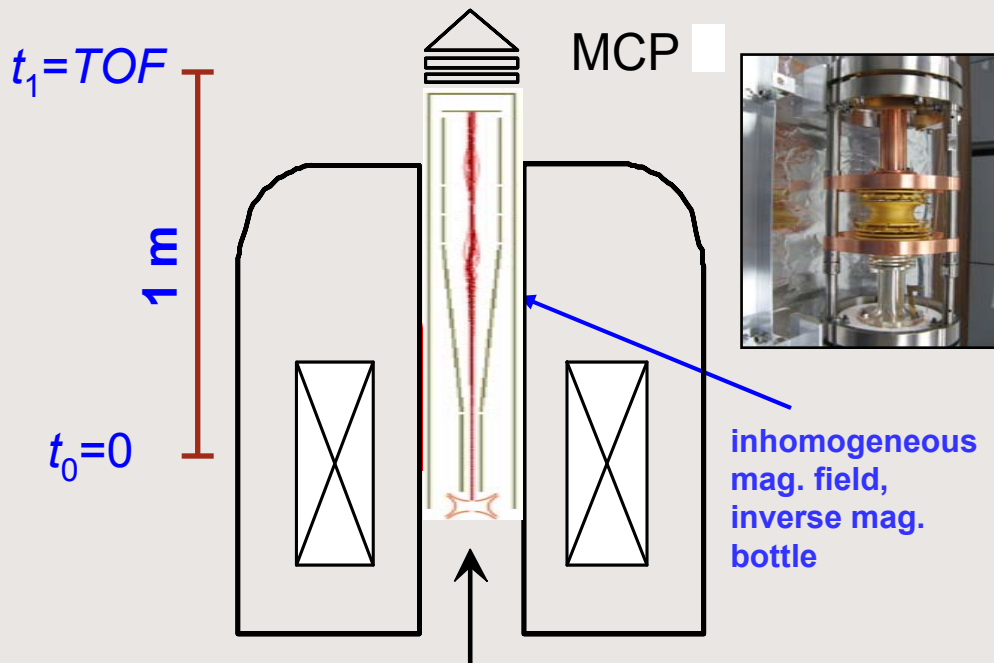 MCP
t₁=TOF
1 m
t₀=0
inhomogeneous
mag. field,
inverse mag.
bottle